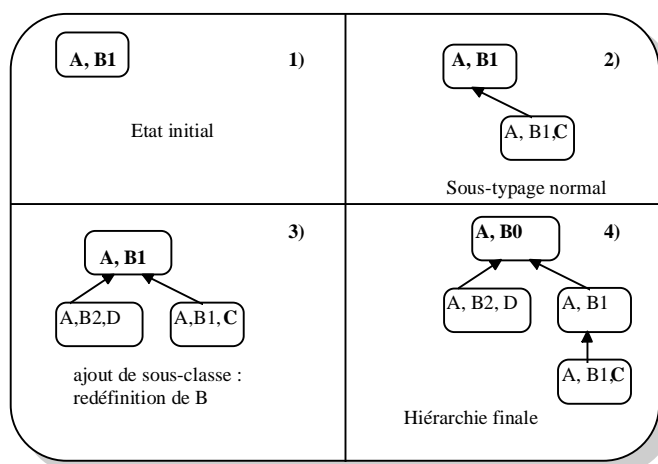 A, B1
1)
Etat initial
A, B1
2)
A, B1,C
Sous-typage normal
3)
A, B1
A,B2,D
A,B1, C
ajout de sous-classe :
redéfinition de B
A, B0
4)
A, B2, D
A, B1
A, B1,C
Hiérarchie finale